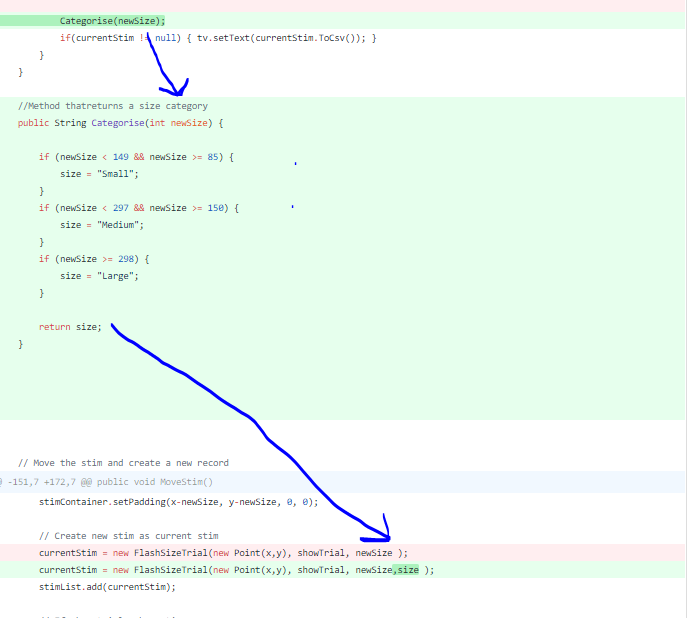 Categorise(newSize);
if(currentStim != null) { tv.setText(currentStim.ToCsv()); }
}
}
//Method thatreturns a size category
public String Categorise(int newSize) {
if (newSize < 149 && newSize >= 85) {
size = "Small";
}
if (newSize < 297 && newSize >= 150) {
size = "Medium";
}
if (newSize >= 298) {
size = "Large";
}
return size;
}
// Move the stim and create a new record
-151,7 +172,7 @@ public void MoveStim()
stimContainer.setPadding(x-newSize, y-newSize, 0, 0);
// Create new stim as current stim
currentStim = new FlashSizeTrial(new Point(x,y), showTrial, newSize );
currentStim = new FlashSizeTrial(new Point(x,y), showTrial, newSize,size );
stimList.add(currentStim);